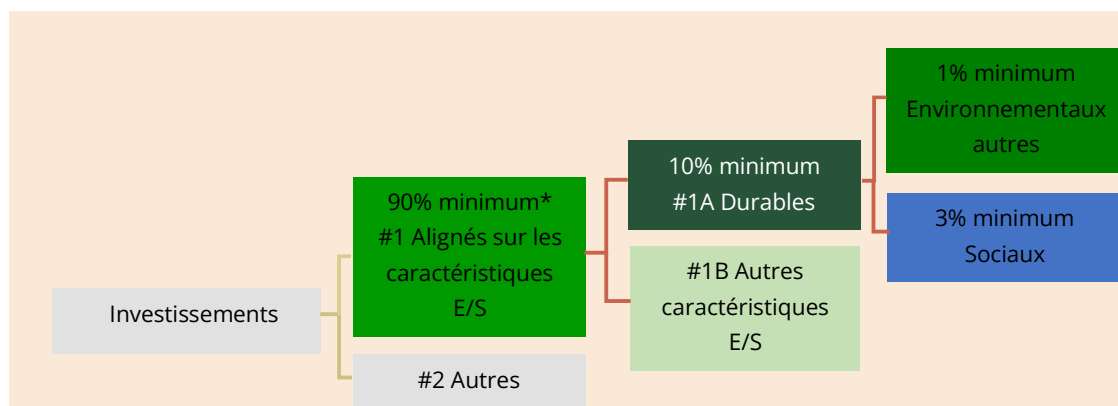 Investissements
90% minimum*
#1 Alignés sur les
caractéristiques
E/S
#2 Autres
10% minimum
#1A Durables
#1B Autres
caractéristiques
E/S
1% minimum
Environnementaux
autres
3% minimum
Sociaux